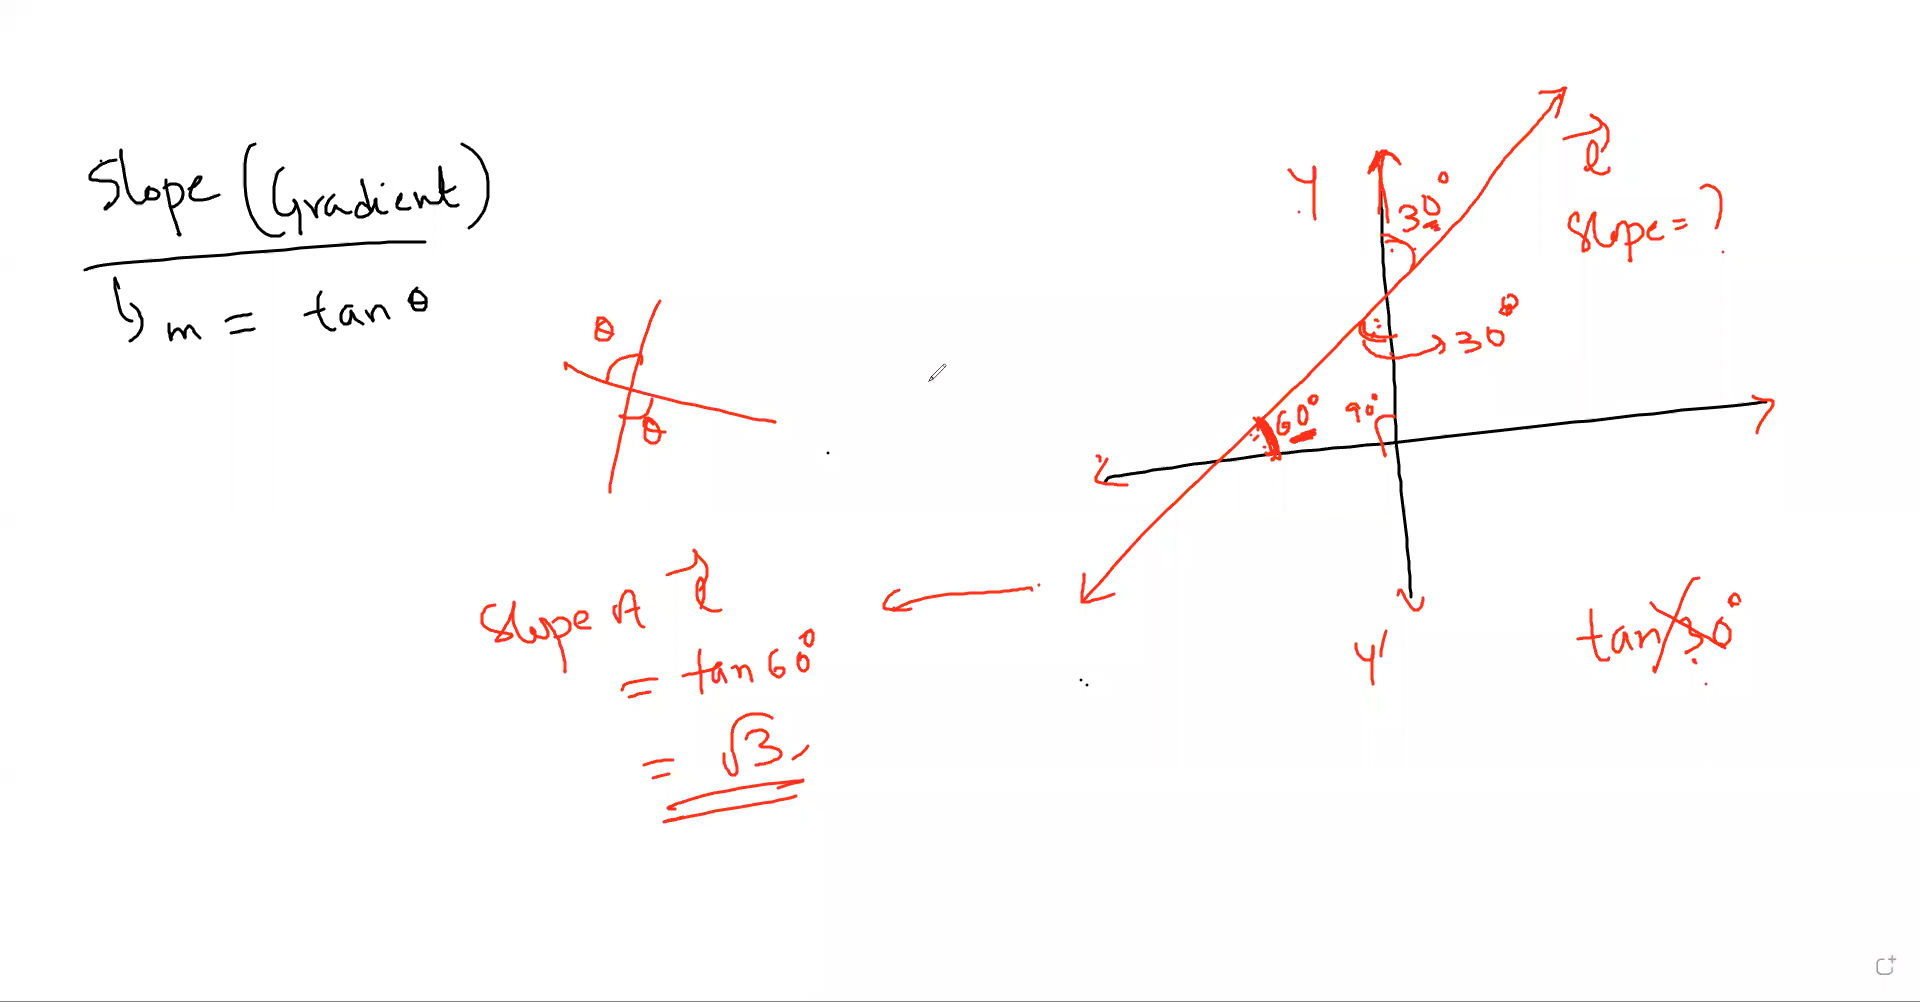 Slope (Gradient)
m = tan θ
θ
θ
Y
30°
l
Slope = ?
30°
60°
90°
Y'
tan 30°
Slope of l
= tan 60°
= √3